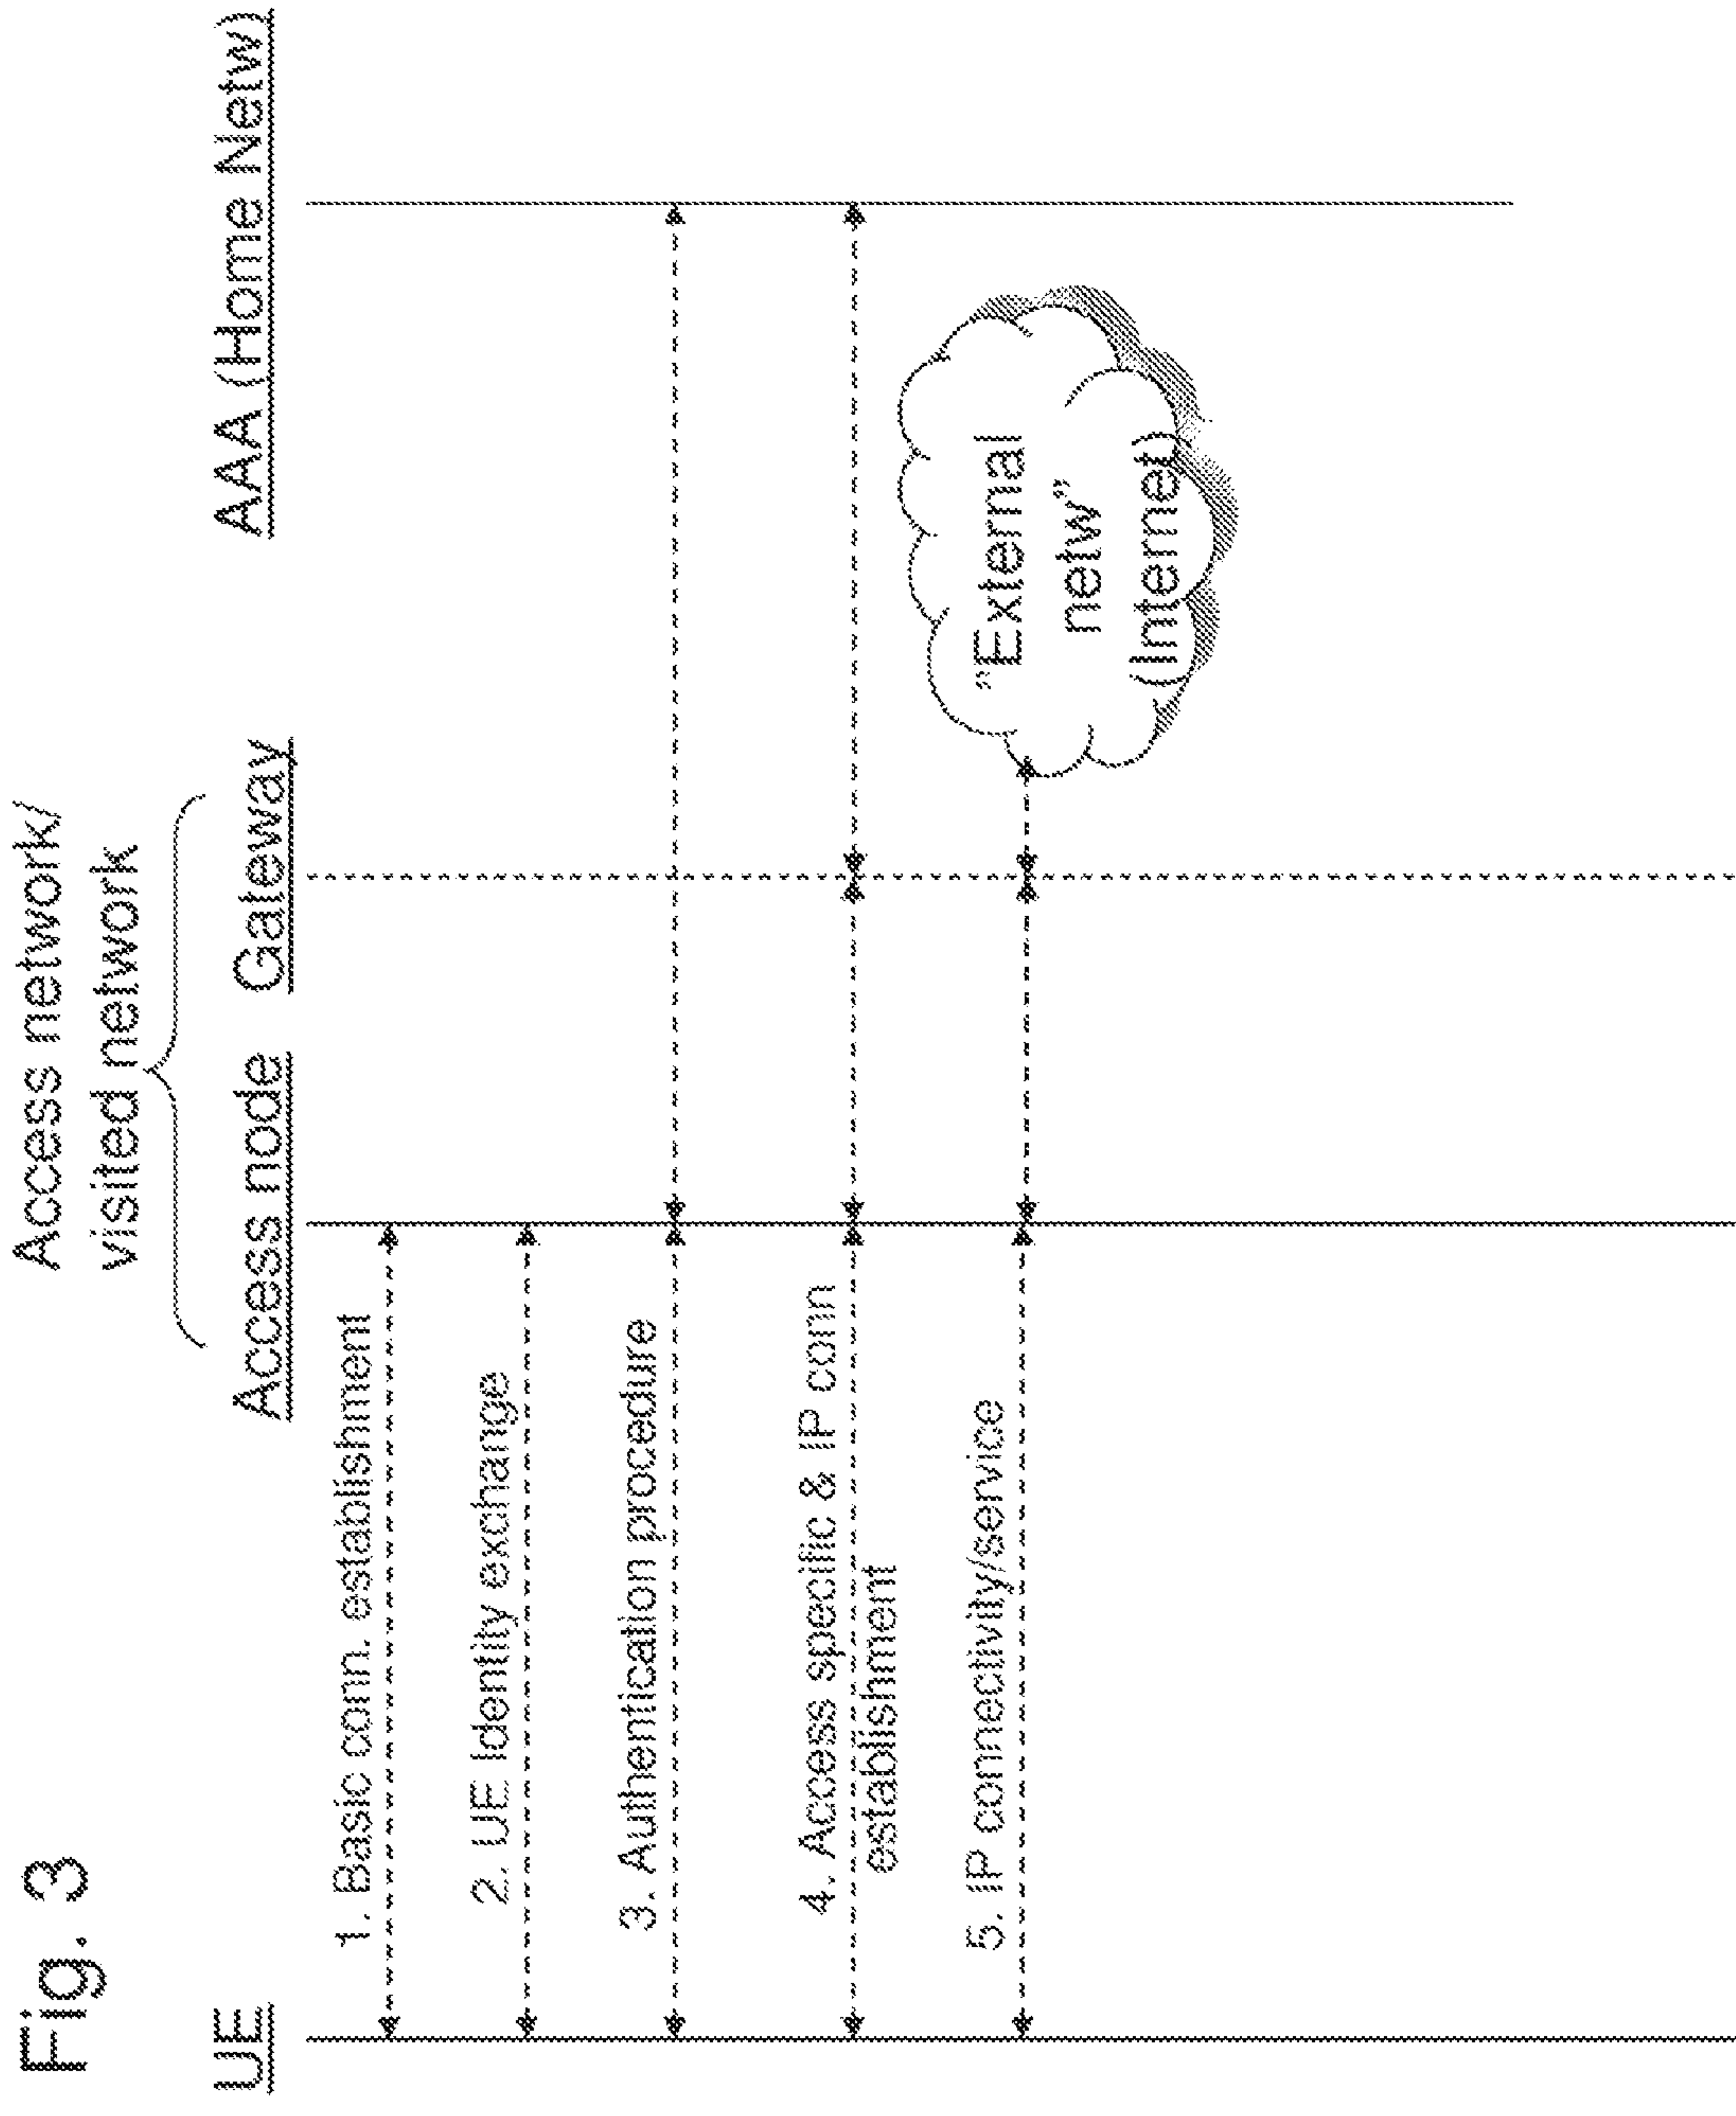 Fig. 3
Access network/
visited network
UE
Access node
Gateway
AAA (Home Netw)
1. Basic conn. establishment
2. UE Identity exchange
3. Authentication procedure
4. Access specific & IP conn
establishment
5. IP connectivity/service
"External
netw"
(Internet)